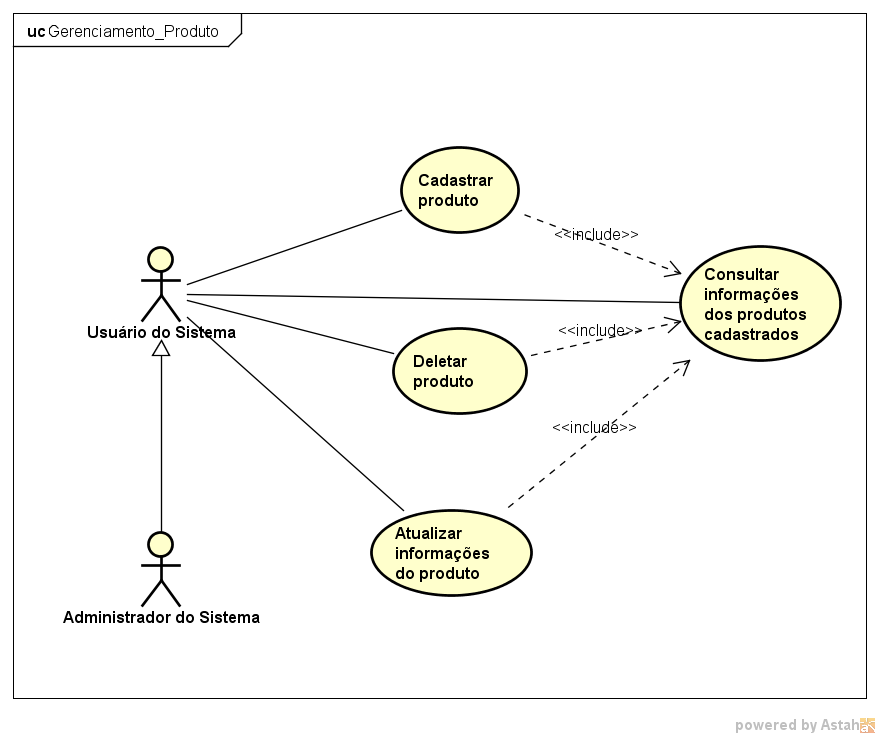 uc Gerenciamento_Produto
Cadastrar
produto
<<include>>
Consultar
informações
dos produtos
cadastrados
Usuário do Sistema
<<include>>
Deletar
produto
<<include>>
Atualizar
informações
do produto
Administrador do Sistema
powered by Astah